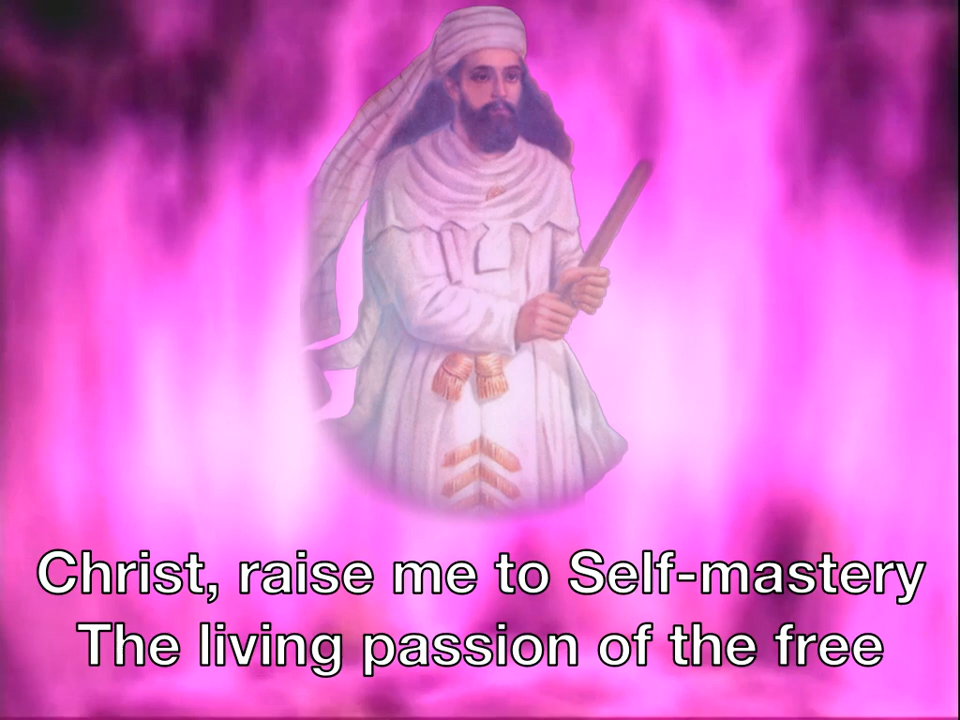 Christ, raise me to Self-mastery
The living passion of the free